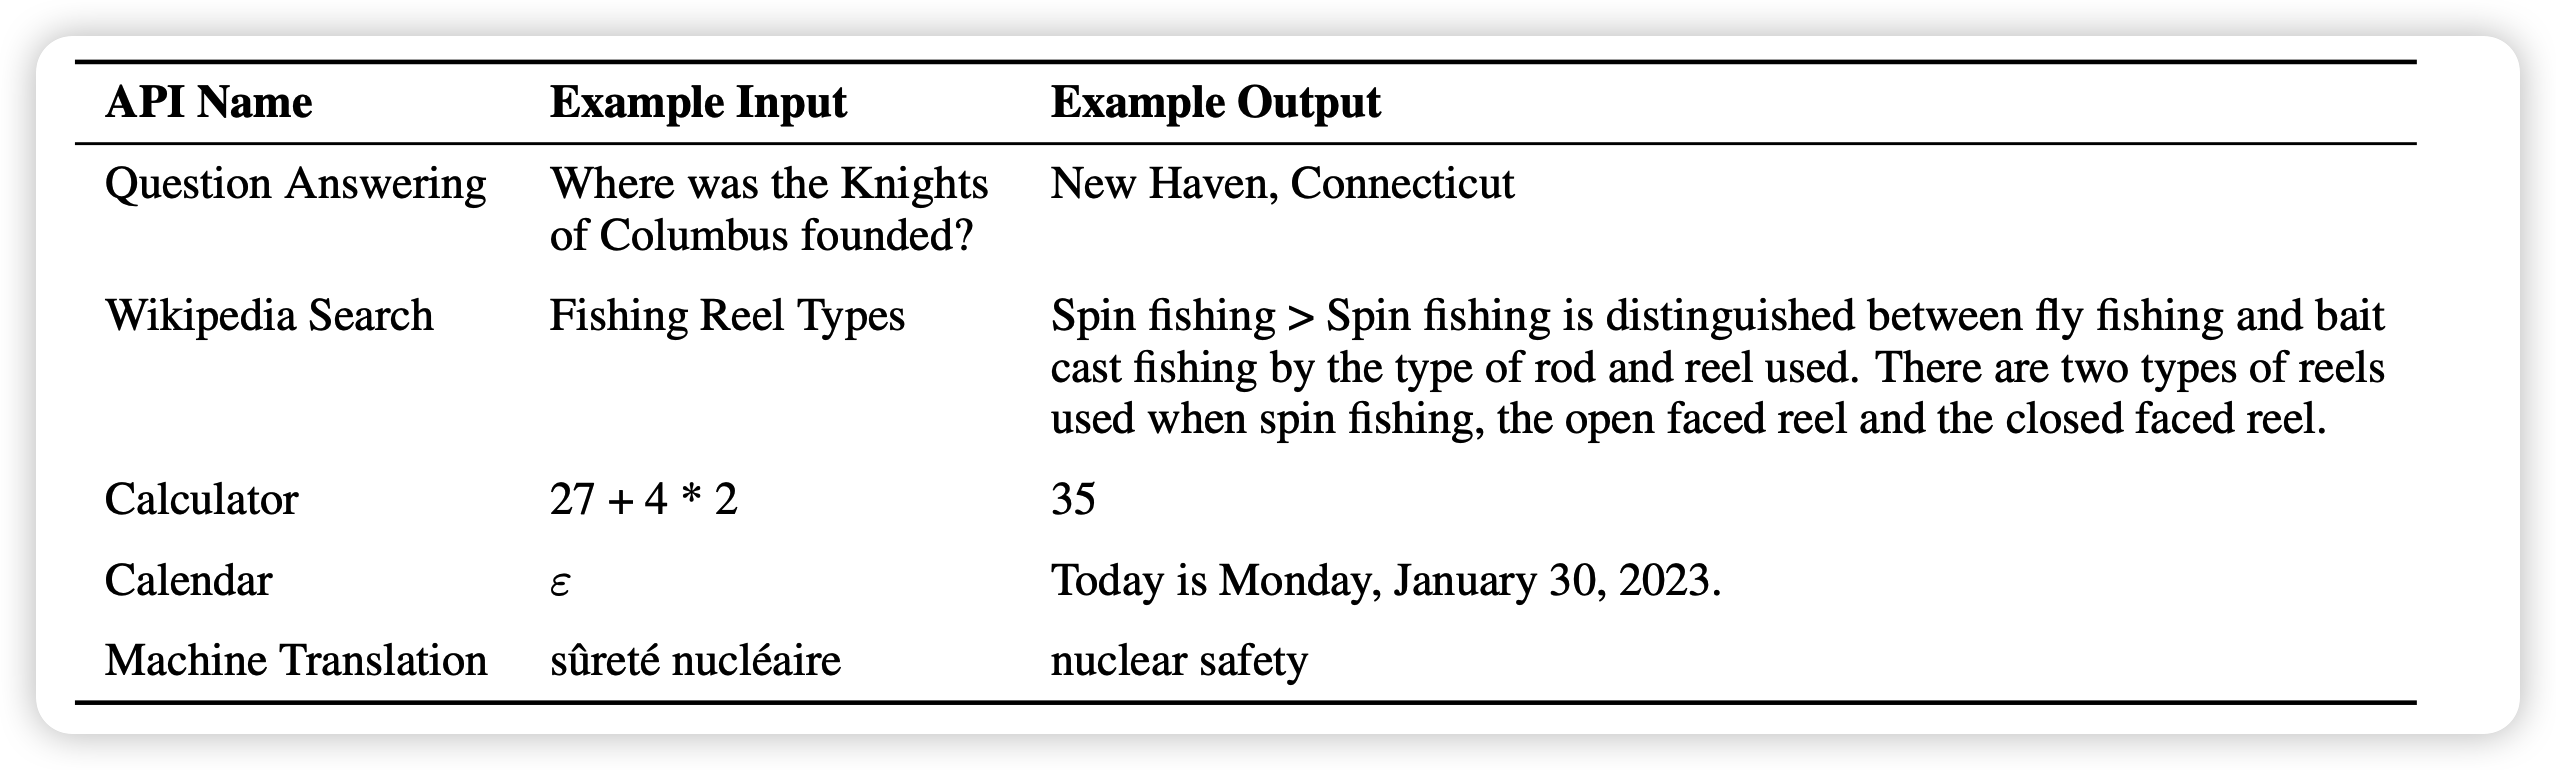 API Name Example Input Example Output
Question Answering Where was the Knights New Haven, Connecticut
of Columbus founded?
Wikipedia Search Fishing Reel Types Spin fishing > Spin fishing is distinguished between fly fishing and bait
cast fishing by the type of rod and reel used. There are two types of reels
used when spin fishing, the open faced reel and the closed faced reel.
Calculator 27 + 4 * 2 35
Calendar ε Today is Monday, January 30, 2023.
Machine Translation sûreté nucléaire nuclear safety